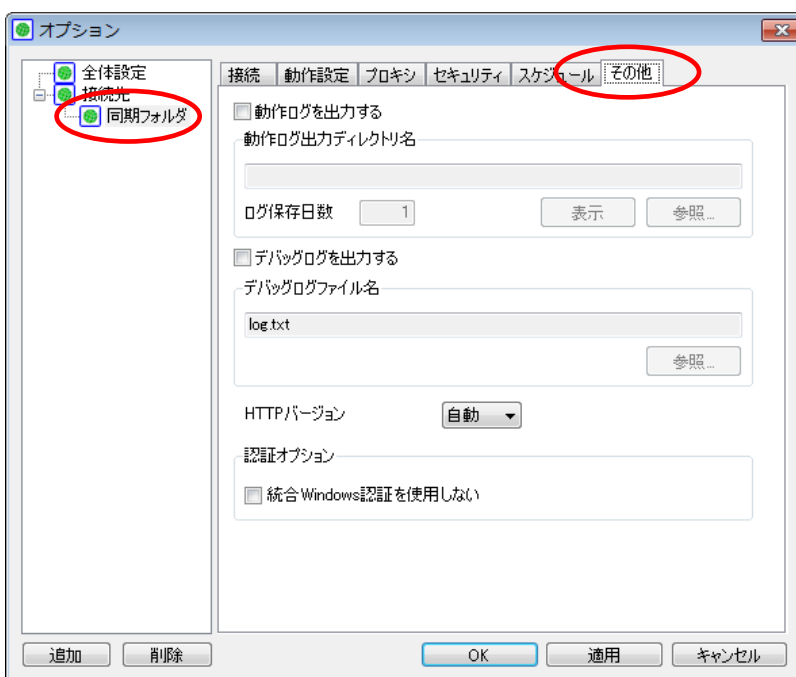 オプション
全体設定
接続先
同期フォルダ
接続 動作設定 プロキシ セキュリティ スケジュール その他
動作ログを出力する
動作ログ出力ディレクトリ名
ログ保存日数 1 表示 参照...
デバッグログを出力する
デバッグログファイル名
log.txt
参照...
HTTPバージョン 自動
認証オプション
統合Windows認証を使用しない
追加 削除 OK 適用 キャンセル